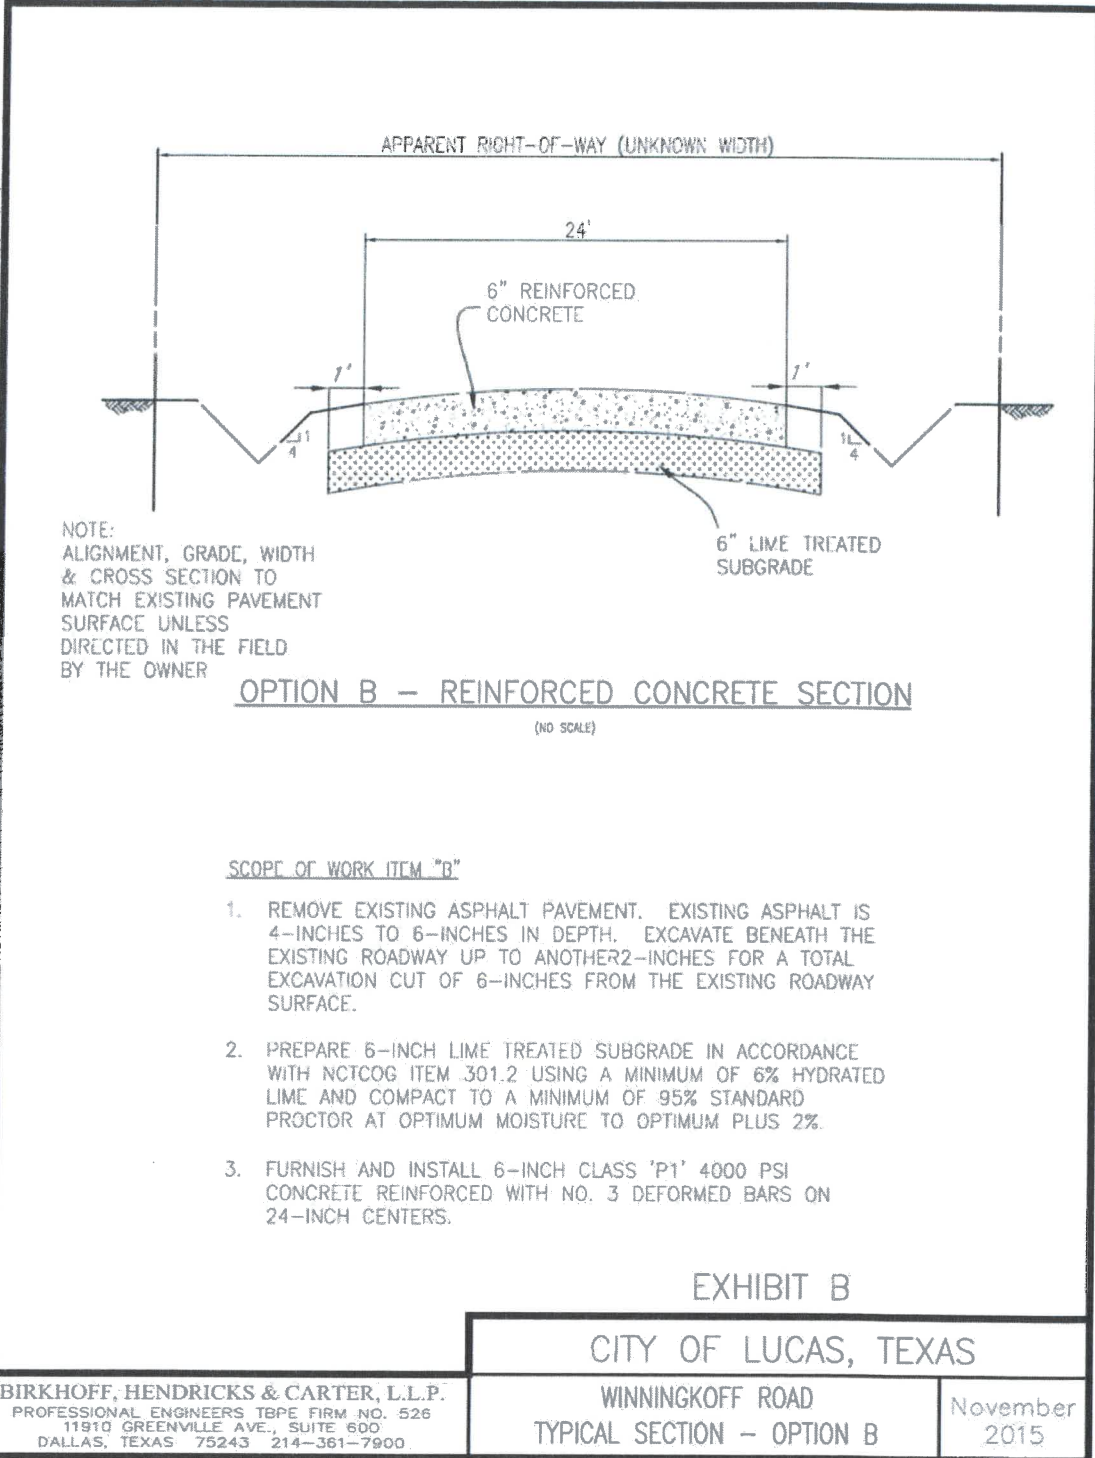 APPARENT RIGHT-OF-WAY (UNKNOWN WIDTH)
24'
6" REINFORCED
CONCRETE
1'
1'
1
4
1
4
6" LIME TREATED
SUBGRADE
NOTE:
ALIGNMENT, GRADE, WIDTH
& CROSS SECTION TO
MATCH EXISTING PAVEMENT
SURFACE UNLESS
DIRECTED IN THE FIELD
BY THE OWNER
OPTION B – REINFORCED CONCRETE SECTION
(NO SCALE)
SCOPE OF WORK ITEM "B"
1. REMOVE EXISTING ASPHALT PAVEMENT. EXISTING ASPHALT IS
4-INCHES TO 6-INCHES IN DEPTH. EXCAVATE BENEATH THE
EXISTING ROADWAY UP TO ANOTHER2-INCHES FOR A TOTAL
EXCAVATION CUT OF 6-INCHES FROM THE EXISTING ROADWAY
SURFACE.
2. PREPARE 6-INCH LIME TREATED SUBGRADE IN ACCORDANCE
WITH NCTCOG ITEM 301.2 USING A MINIMUM OF 6% HYDRATED
LIME AND COMPACT TO A MINIMUM OF 95% STANDARD
PROCTOR AT OPTIMUM MOISTURE TO OPTIMUM PLUS 2%.
3. FURNISH AND INSTALL 6-INCH CLASS 'P1' 4000 PSI
CONCRETE REINFORCED WITH NO. 3 DEFORMED BARS ON
24-INCH CENTERS.
EXHIBIT B
CITY OF LUCAS, TEXAS
BIRKHOFF, HENDRICKS & CARTER, L.L.P.
PROFESSIONAL ENGINEERS TBPE FIRM NO. 526
11910 GREENVILLE AVE., SUITE 600
DALLAS, TEXAS 75243 214-361-7900
WINNINGKOFF ROAD
TYPICAL SECTION – OPTION B
November
2015